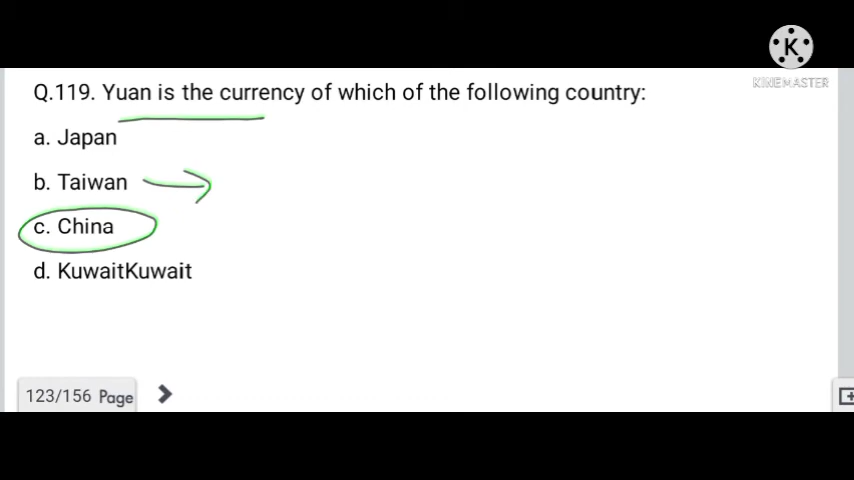 K
KINEMASTER
Q.119. Yuan is the currency of which of the following country:
a. Japan
b. Taiwan
c. China
d. KuwaitKuwait
123/156 Page